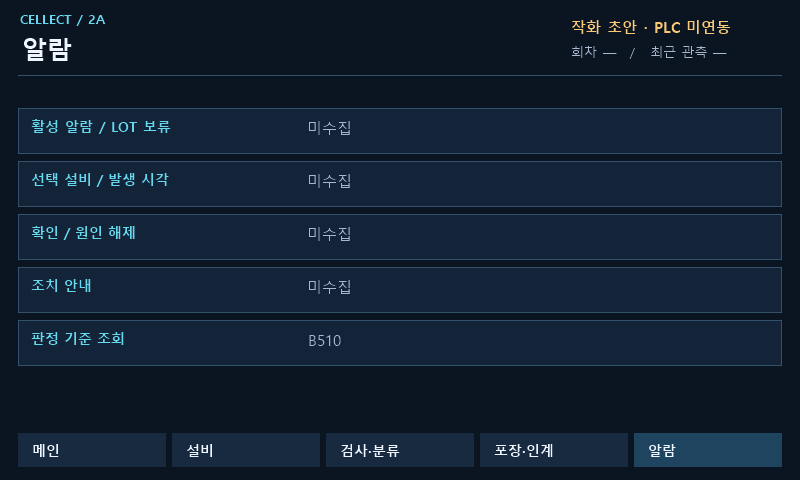 CELLECT / 2A
알람
작화 초안 · PLC 미연동
회차 — / 최근 관측 —
활성 알람 / LOT 보류 미수집
선택 설비 / 발생 시각 미수집
확인 / 원인 해제 미수집
조치 안내 미수집
판정 기준 조회 B510
메인 설비 검사·분류 포장·인계 알람